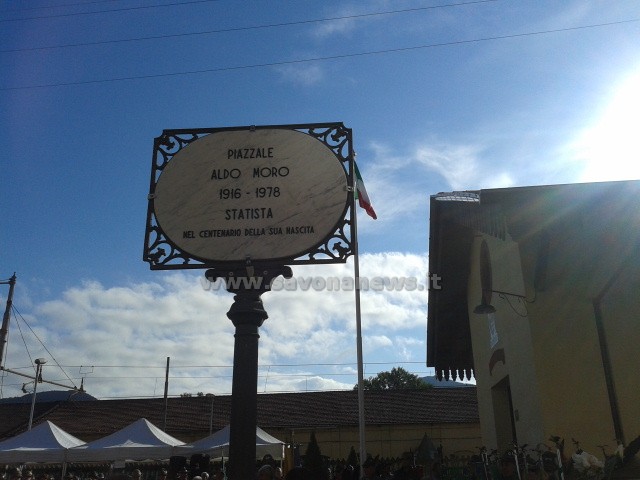 PIAZZALE
ALDO MORO
1916 - 1978
STATISTA
NEL CENTENARIO DELLA SUA NASCITA
www.savonanews.it